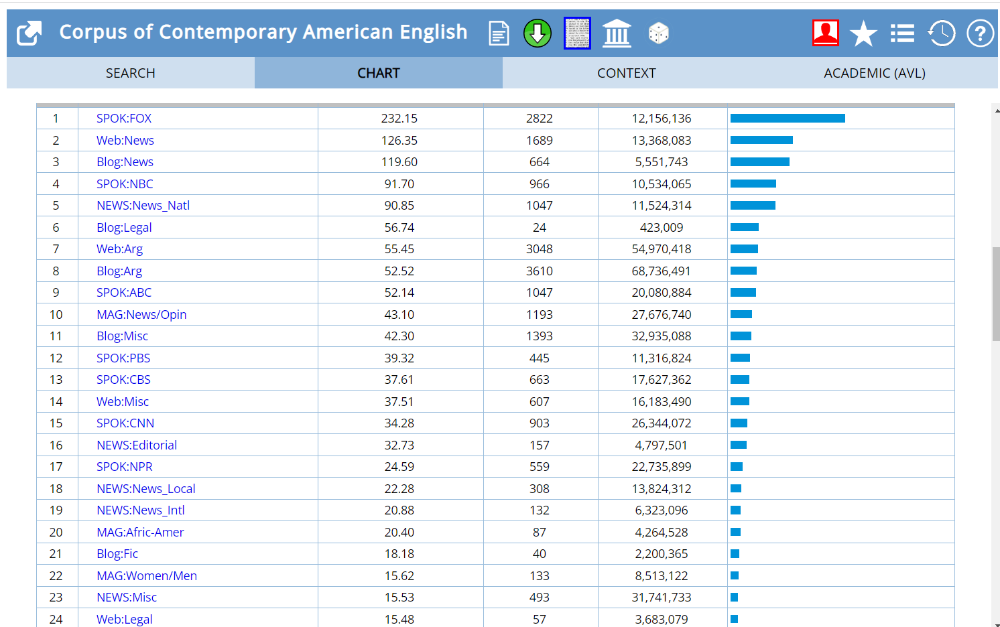 Corpus of Contemporary American English ?
SEARCH CHART CONTEXT ACADEMIC (AVL)
1 SPOK:FOX 232.15 2822 12,156,136
2 Web:News 126.35 1689 13,368,083
3 Blog:News 119.60 664 5,551,743
4 SPOK:NBC 91.70 966 10,534,065
5 NEWS:News_Natl 90.85 1047 11,524,314
6 Blog:Legal 56.74 24 423,009
7 Web:Arg 55.45 3048 54,970,418
8 Blog:Arg 52.52 3610 68,736,491
9 SPOK:ABC 52.14 1047 20,080,884
10 MAG:News/Opin 43.10 1193 27,676,740
11 Blog:Misc 42.30 1393 32,935,088
12 SPOK:PBS 39.32 445 11,316,824
13 SPOK:CBS 37.61 663 17,627,362
14 Web:Misc 37.51 607 16,183,490
15 SPOK:CNN 34.28 903 26,344,072
16 NEWS:Editorial 32.73 157 4,797,501
17 SPOK:NPR 24.59 559 22,735,899
18 NEWS:News_Local 22.28 308 13,824,312
19 NEWS:News_Intl 20.88 132 6,323,096
20 MAG:Afric-Amer 20.40 87 4,264,528
21 Blog:Fic 18.18 40 2,200,365
22 MAG:Women/Men 15.62 133 8,513,122
23 NEWS:Misc 15.53 493 31,741,733
24 Web:Legal 15.48 57 3,683,079